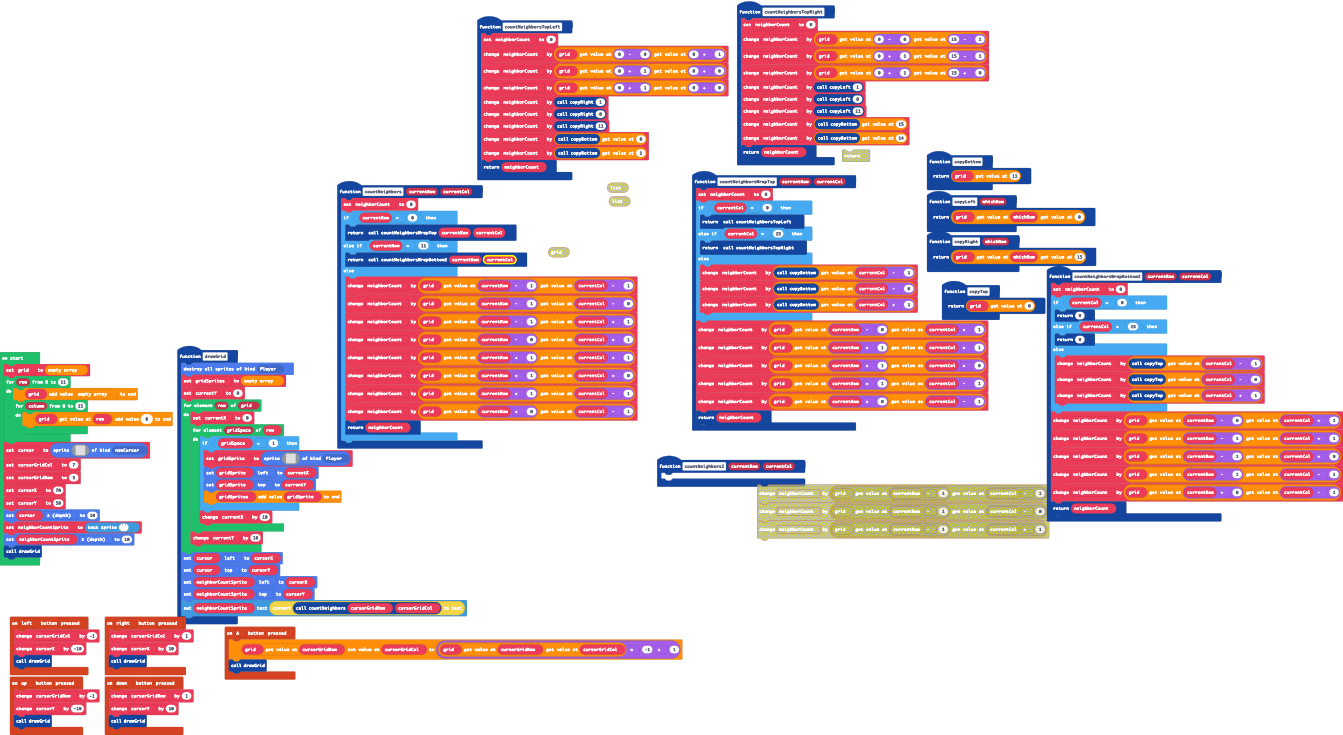 on start
set grid to empty array
for row from 0 to 11
do grid add value empty array to end
for column from 0 to 15
do grid get value at row add value 0 to end
set cursor to sprite of kind nomCursor
set cursorGridCol to 7
set cursorGridRow to 5
set cursorX to 70
set cursorY to 50
set cursor z (depth) to 20
set neighborCountSprite to text sprite
set neighborCountSprite z (depth) to 10
call drawGrid
function drawGrid
destroy all sprites of kind Player
set gridSprites to empty array
set currentY to 0
for element row of grid
do set currentX to 0
for element gridSpace of row
do if gridSpace = 1 then
set gridSprite to sprite of kind Player
set gridSprite left to currentX
set gridSprite top to currentY
gridSprites add value gridSprite to end
change currentX by 10
change currentY by 10
set cursor left to cursorX
set cursor top to cursorY
set neighborCountSprite left to cursorX
set neighborCountSprite top to cursorY
set neighborCountSprite text convert call countNeighbors cursorGridRow cursorGridCol to text
on left button pressed
change cursorGridCol by -1
change cursorX by -10
call drawGrid
on right button pressed
change cursorGridCol by 1
change cursorX by 10
call drawGrid
on up button pressed
change cursorGridRow by -1
change cursorY by -10
call drawGrid
on down button pressed
change cursorGridRow by 1
change cursorY by 10
call drawGrid
on A button pressed
grid get value at cursorGridRow set value at cursorGridCol to grid get value at cursorGridRow get value at cursorGridCol × -1 + 1
call drawGrid
function countNeighborsTopLeft
set neighborCount to 0
change neighborCount by grid get value at 0 - 0 get value at 0 + 1
change neighborCount by grid get value at 0 + 1 get value at 0 + 0
change neighborCount by grid get value at 0 + 1 get value at 0 + 0
change neighborCount by call copyRight 1
change neighborCount by call copyRight 0
change neighborCount by call copyRight 11
change neighborCount by call copyBottom get value at 0
change neighborCount by call copyBottom get value at 1
return neighborCount
function countNeighborsTopRight
set neighborCount to 0
change neighborCount by grid get value at 0 - 0 get value at 15 - 1
change neighborCount by grid get value at 0 + 1 get value at 15 - 1
change neighborCount by grid get value at 0 + 1 get value at 15 + 0
change neighborCount by call copyLeft 1
change neighborCount by call copyLeft 0
change neighborCount by call copyLeft 11
change neighborCount by call copyBottom get value at 15
change neighborCount by call copyBottom get value at 14
return neighborCount
return
list
list
grid
function countNeighbors currentRow currentCol
set neighborCount to 0
if currentRow = 0 then
return call countNeighborsWrapTop currentRow currentCol
else if currentRow = 11 then
return call countNeighborsWrapBottom2 currentRow currentCol
else
change neighborCount by grid get value at currentRow - 1 get value at currentCol - 1
change neighborCount by grid get value at currentRow - 1 get value at currentCol - 0
change neighborCount by grid get value at currentRow - 1 get value at currentCol + 1
change neighborCount by grid get value at currentRow - 0 get value at currentCol + 1
change neighborCount by grid get value at currentRow + 1 get value at currentCol + 1
change neighborCount by grid get value at currentRow + 1 get value at currentCol + 0
change neighborCount by grid get value at currentRow + 1 get value at currentCol - 1
change neighborCount by grid get value at currentRow + 0 get value at currentCol - 1
return neighborCount
function countNeighborsWrapTop currentRow currentCol
set neighborCount to 0
if currentCol = 0 then
return call countNeighborsTopLeft
else if currentCol = 15 then
return call countNeighborsTopRight
else
change neighborCount by call copyBottom get value at currentCol - 1
change neighborCount by call copyBottom get value at currentCol - 0
change neighborCount by call copyBottom get value at currentCol + 1
change neighborCount by grid get value at currentRow - 0 get value at currentCol + 1
change neighborCount by grid get value at currentRow + 1 get value at currentCol + 1
change neighborCount by grid get value at currentRow + 1 get value at currentCol + 0
change neighborCount by grid get value at currentRow + 1 get value at currentCol - 1
change neighborCount by grid get value at currentRow + 0 get value at currentCol - 1
return neighborCount
function countNeighbors2 currentRow currentCol
change neighborCount by grid get value at currentRow - 1 get value at currentCol - 1
change neighborCount by grid get value at currentRow - 1 get value at currentCol - 0
change neighborCount by grid get value at currentRow - 1 get value at currentCol + 1
function copyBottom
return grid get value at 11
function copyLeft whichRow
return grid get value at whichRow get value at 0
function copyRight whichRow
return grid get value at whichRow get value at 15
function copyTop
return grid get value at 0
function countNeighborsWrapBottom2 currentRow currentCol
set neighborCount to 0
if currentCol = 0 then
return 0
else if currentCol = 15 then
return 0
else
change neighborCount by call copyTop get value at currentCol - 1
change neighborCount by call copyTop get value at currentCol - 0
change neighborCount by call copyTop get value at currentCol + 1
change neighborCount by grid get value at currentRow - 0 get value at currentCol + 1
change neighborCount by grid get value at currentRow - 1 get value at currentCol + 1
change neighborCount by grid get value at currentRow - 1 get value at currentCol + 0
change neighborCount by grid get value at currentRow - 1 get value at currentCol - 1
change neighborCount by grid get value at currentRow + 0 get value at currentCol - 1
return neighborCount